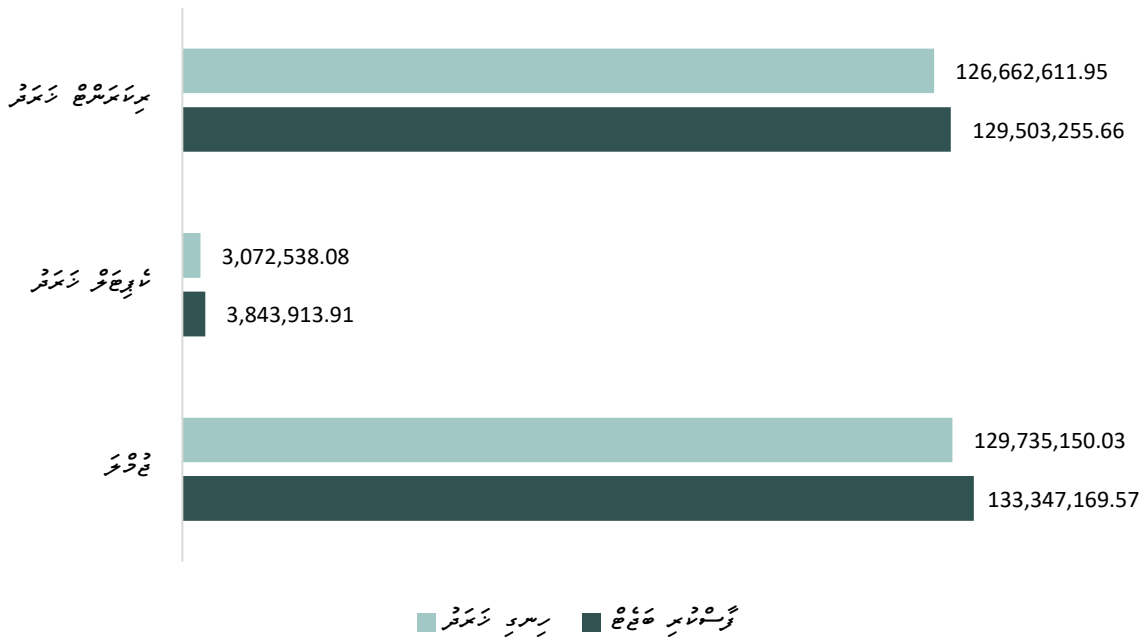 126,662,611.95
ރިކަރަންޓް ޚަރަދު
129,503,255.66
3,072,538.08
ކެޕިޓަލް ޚަރަދު
3,843,913.91
129,735,150.03
ޖުމްލަ
133,347,169.57
ފާސްކުރި ބަޖެޓް ހިނގި ޚަރަދު